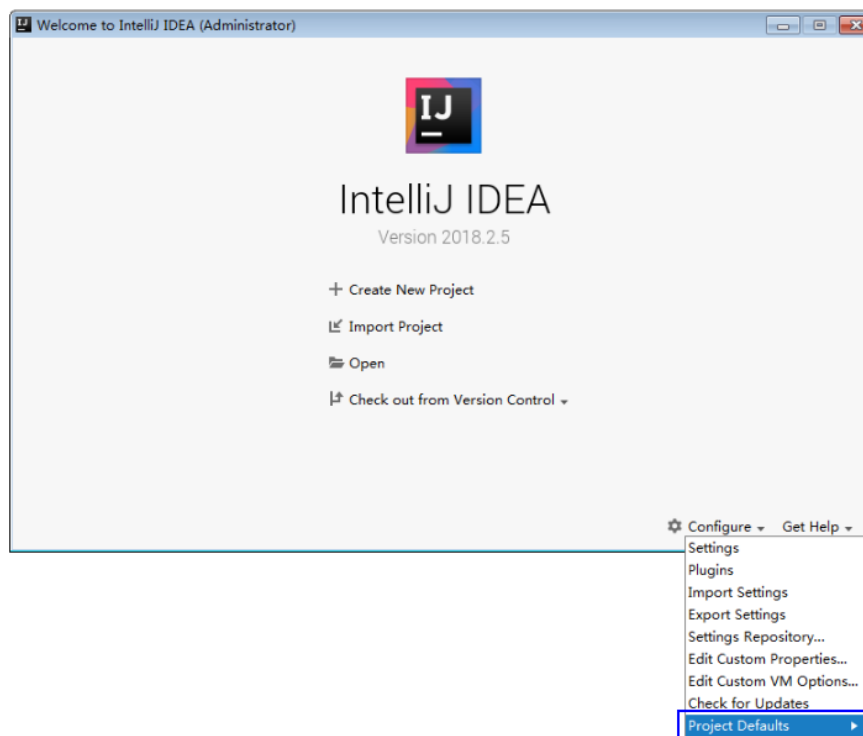 Welcome to IntelliJ IDEA (Administrator)
IJ
IntelliJ IDEA
Version 2018.2.5
Create New Project
Import Project
Open
Check out from Version Control
Configure Get Help
Settings
Plugins
Import Settings
Export Settings
Settings Repository...
Edit Custom Properties...
Edit Custom VM Options...
Check for Updates
Project Defaults